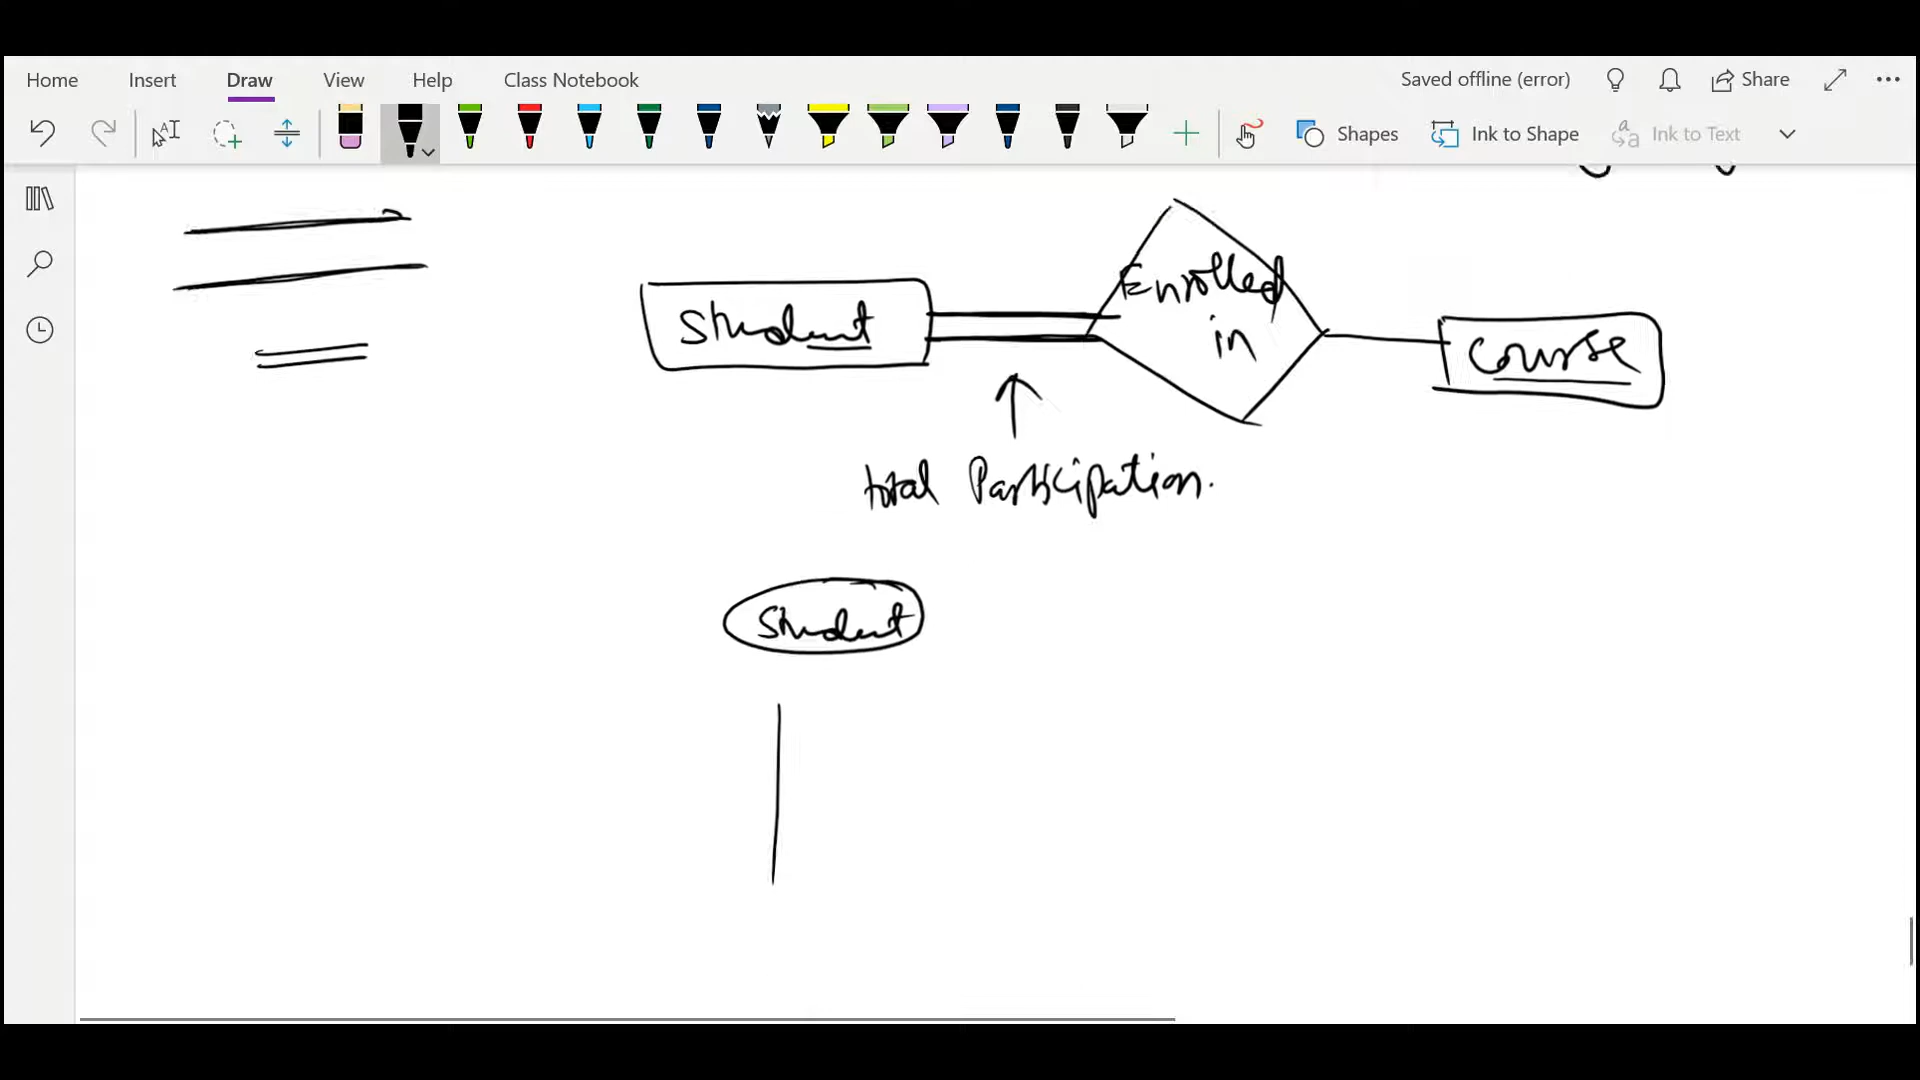 Home Insert Draw View Help Class Notebook Saved offline (error) Share
Shapes Ink to Shape Ink to Text
Student Enrolled in Course
total Participation.
Student